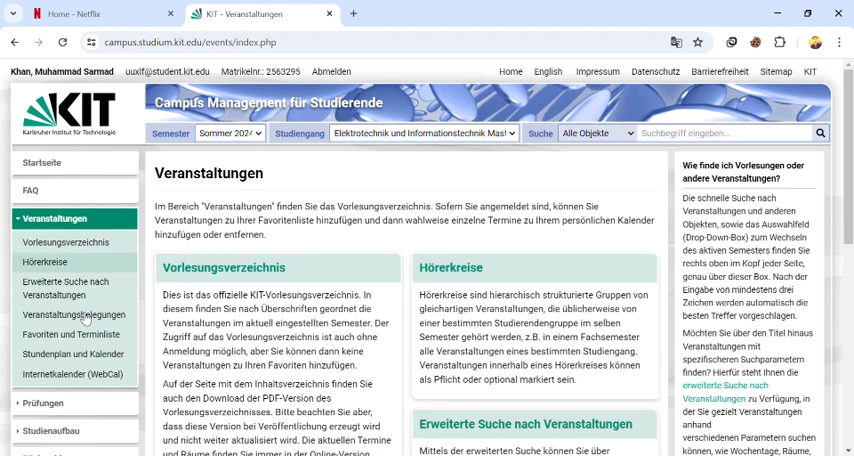 Home - Netflix
KIT - Veranstaltungen
campus.studium.kit.edu/events/index.php
Khan, Muhammad Sarmad uuxlf@student.kit.edu Matrikelnr.: 2563295 Abmelden
Home English Impressum Datenschutz Barrierefreiheit Sitemap KIT
KIT
Karlsruher Institut für Technologie
Campus Management für Studierende
Semester Sommer 2024 Studiengang Elektrotechnik und Informationstechnik Mast Suche Alle Objekte Suchbegriff eingeben...
Startseite
FAQ
Veranstaltungen
Vorlesungsverzeichnis
Hörerkreise
Erweiterte Suche nach
Veranstaltungen
Veranstaltungsbelegungen
Favoriten und Terminliste
Stundenplan und Kalender
Internetkalender (WebCal)
Prüfungen
Studienaufbau
Veranstaltungen
Im Bereich "Veranstaltungen" finden Sie das Vorlesungsverzeichnis. Sofern Sie angemeldet sind, können Sie
Veranstaltungen zu Ihrer Favoritenliste hinzufügen und dann wahlweise einzelne Termine zu Ihrem persönlichen Kalender
hinzufügen oder entfernen.
Vorlesungsverzeichnis
Dies ist das offizielle KIT-Vorlesungsverzeichnis. In
diesem finden Sie nach Überschriften geordnet die
Veranstaltungen im aktuell eingestellten Semester. Der
Zugriff auf das Vorlesungsverzeichnis ist auch ohne
Anmeldung möglich, aber Sie können dann keine
Veranstaltungen zu Ihren Favoriten hinzufügen.
Auf der Seite mit dem Inhaltsverzeichnis finden Sie
auch den Download der PDF-Version des
Vorlesungsverzeichnisses. Bitte beachten Sie aber,
dass diese Version bei Veröffentlichung erzeugt wird
und nicht weiter aktualisiert wird. Die aktuellen Termine
und Räume finden Sie immer in der Online-Version
Hörerkreise
Hörerkreise sind hierarchisch strukturierte Gruppen von
gleichartigen Veranstaltungen, die üblicherweise von
einer bestimmten Studierendengruppe im selben
Semester gehört werden, z.B. in einem Fachsemester
alle Veranstaltungen eines bestimmten Studiengang.
Veranstaltungen innerhalb eines Hörerkreises können
als Pflicht oder optional markiert sein.
Erweiterte Suche nach Veranstaltungen
Mittels der erweiterten Suche können Sie über
Wie finde ich Vorlesungen oder
andere Veranstaltungen?
Die schnelle Suche nach
Veranstaltungen und anderen
Objekten, sowie das Auswahlfeld
(Drop-Down-Box) zum Wechseln
des aktiven Semesters finden Sie
rechts oben im Kopf jeder Seite,
genau über dieser Box. Nach der
Eingabe von mindestens drei
Zeichen werden automatisch die
besten Treffer vorgeschlagen.
Möchten Sie über den Titel hinaus
Veranstaltungen mit
spezifischeren Suchparametern
finden? Hierfür steht Ihnen die
erweiterte Suche nach
Veranstaltungen zu Verfügung, in
der Sie gezielt Veranstaltungen
anhand
verschiedenen Parametern suchen
können, wie Wochentage, Räume,